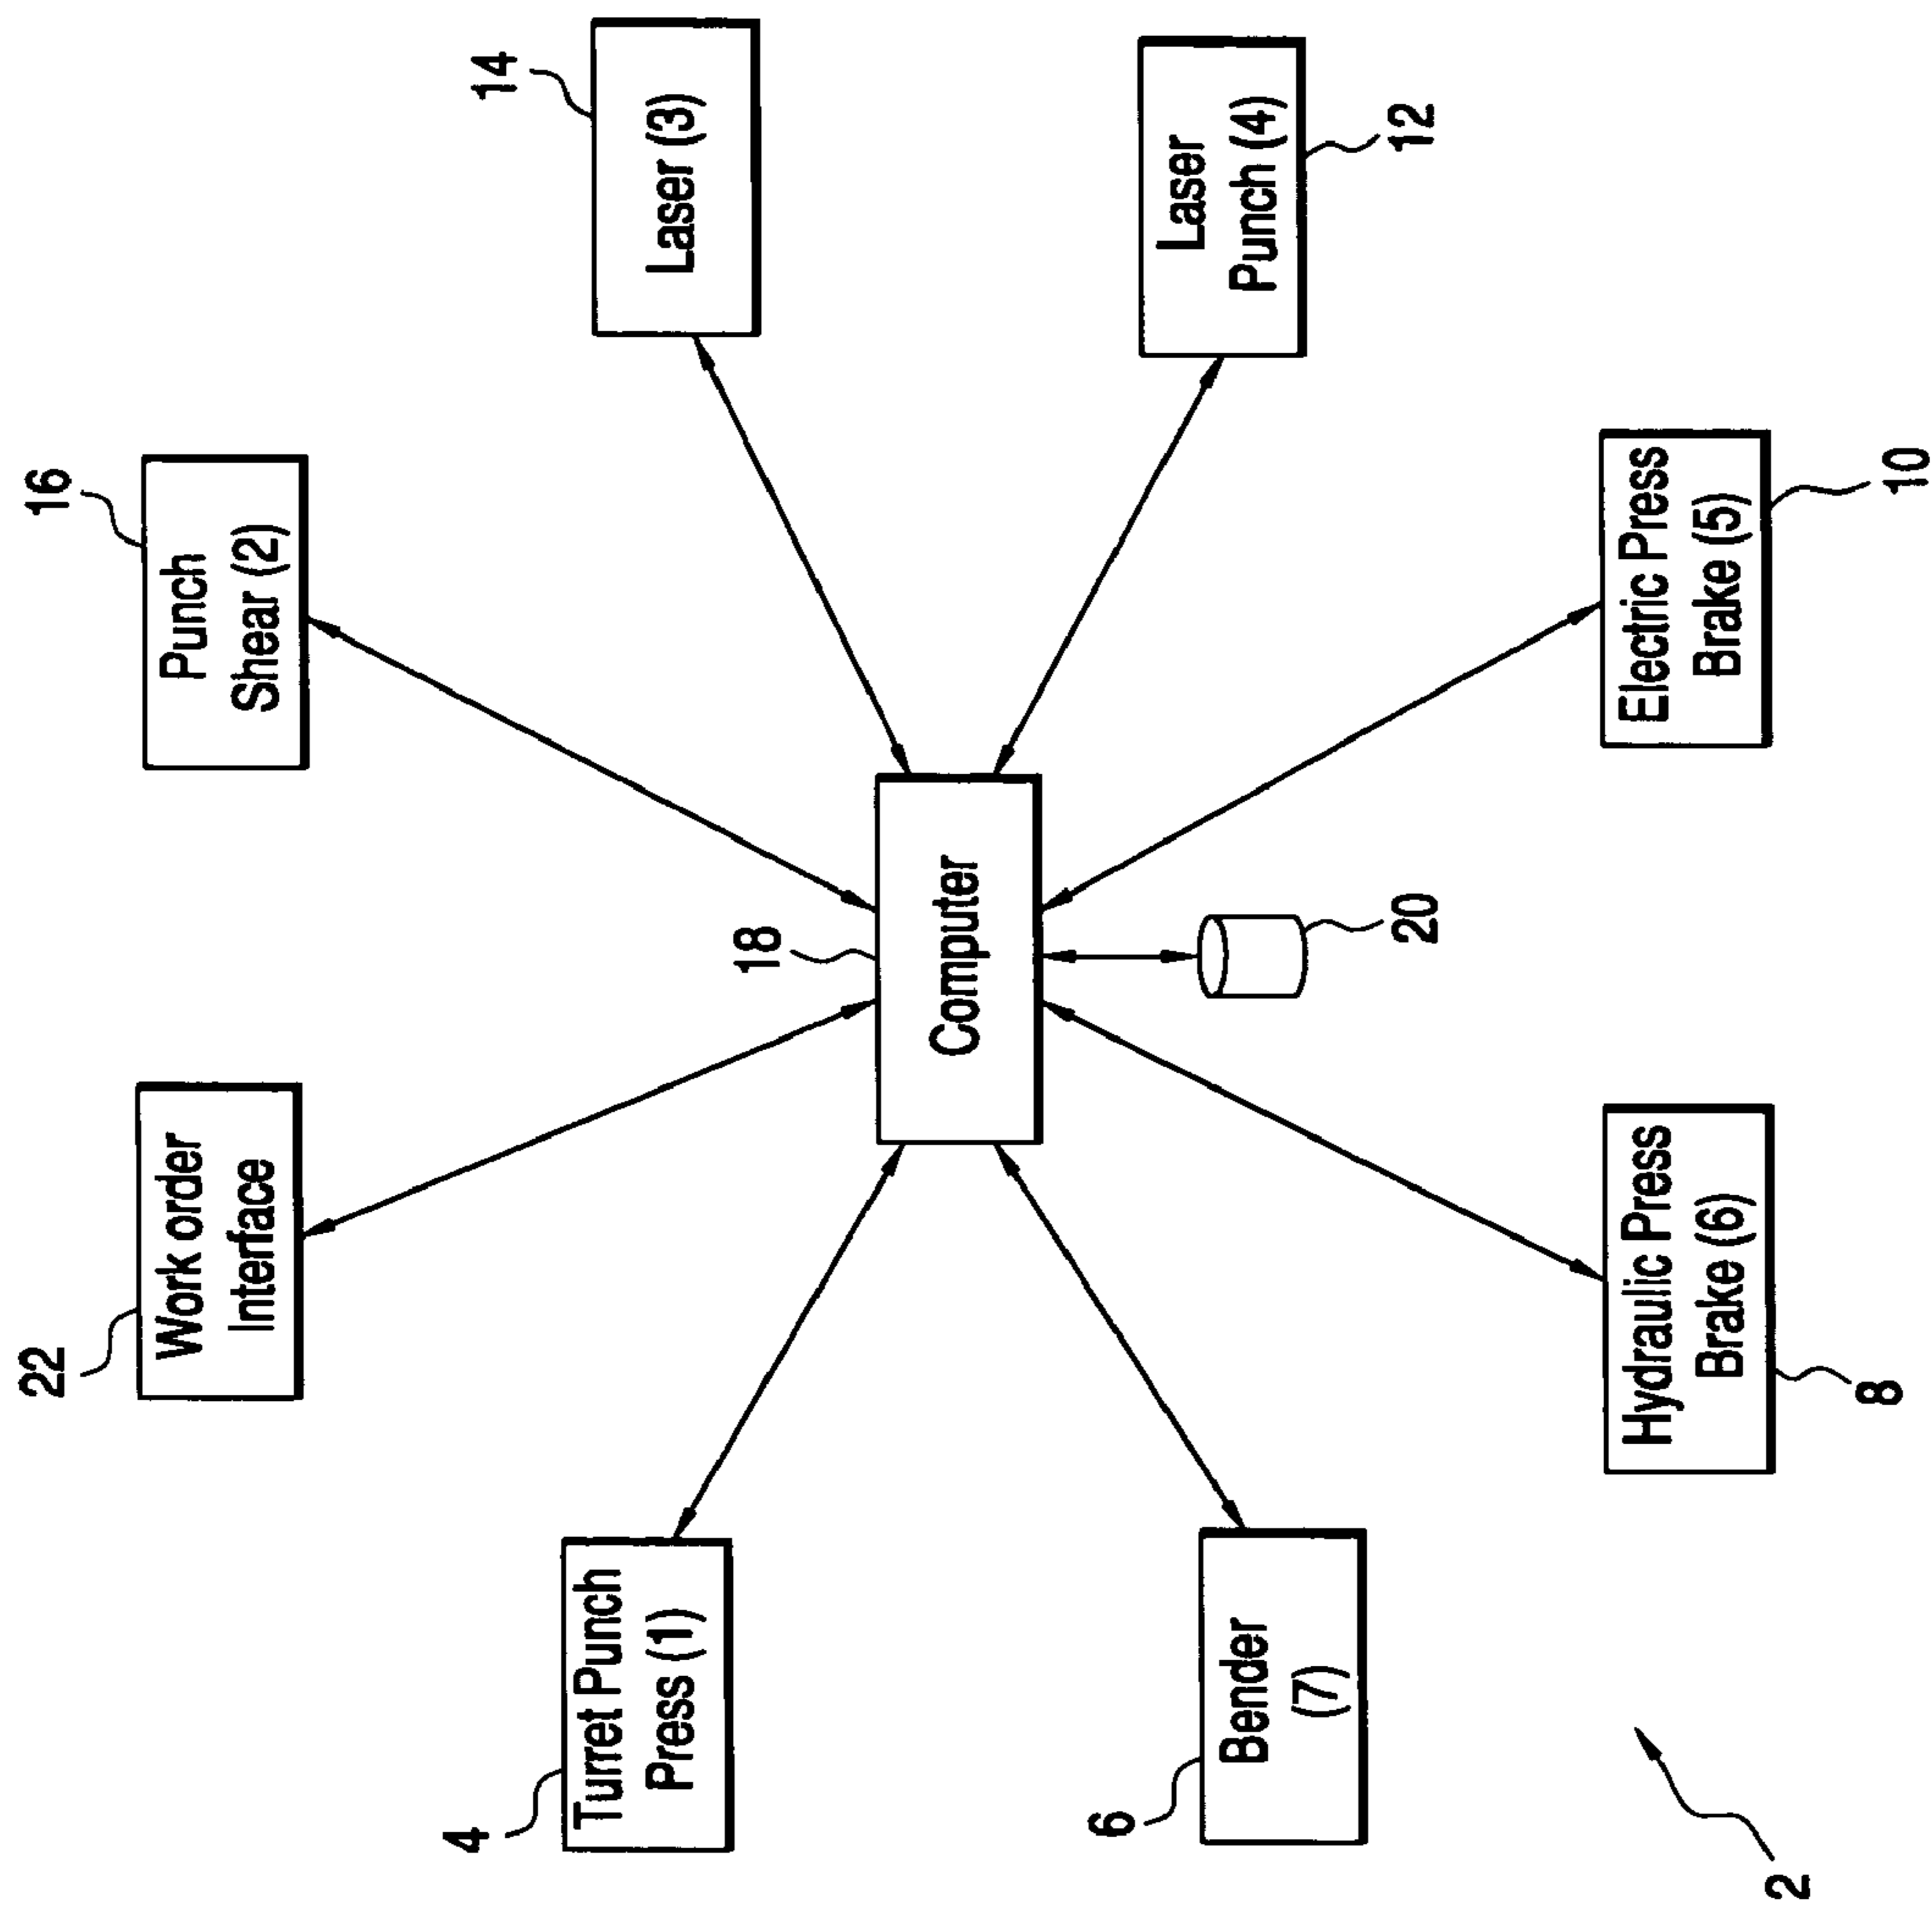 22
Work order
Interface
16
Punch
Shear (2)
4
Turret Punch
Press (1)
14
Laser (3)
18
Computer
6
Bender
(7)
20
Laser
Punch (4)
12
Hydraulic Press
Brake (6)
8
Electric Press
Brake (5)
10
2